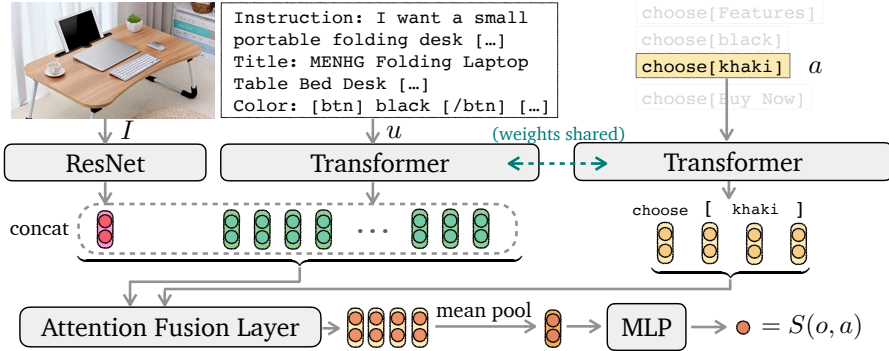 Instruction: I want a small
portable folding desk […]
Title: MENHG Folding Laptop
Table Bed Desk […]
Color: [btn] black [/btn] […]
choose[Features]
choose[black]
choose[khaki]
a
choose[Buy Now]
I
u
(weights shared)
ResNet
Transformer
Transformer
concat
...
choose [ khaki ]
Attention Fusion Layer
mean pool
MLP
= S(o, a)